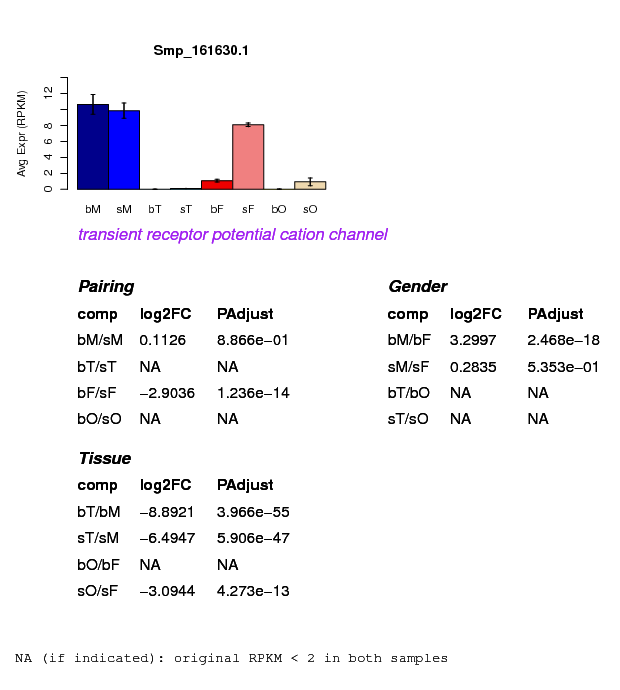 Smp_161630.1
Avg Expr (RPKM)
12
8
6
4
2
0
bM sM bT sT bF sF bO sO
transient receptor potential cation channel
Pairing
comp log2FC PAdjust
bM/sM 0.1126 8.866e−01
bT/sT NA NA
bF/sF −2.9036 1.236e−14
bO/sO NA NA
Gender
comp log2FC PAdjust
bM/bF 3.2997 2.468e−18
sM/sF 0.2835 5.353e−01
bT/bO NA NA
sT/sO NA NA
Tissue
comp log2FC PAdjust
bT/bM −8.8921 3.966e−55
sT/sM −6.4947 5.906e−47
bO/bF NA NA
sO/sF −3.0944 4.273e−13
NA (if indicated): original RPKM < 2 in both samples